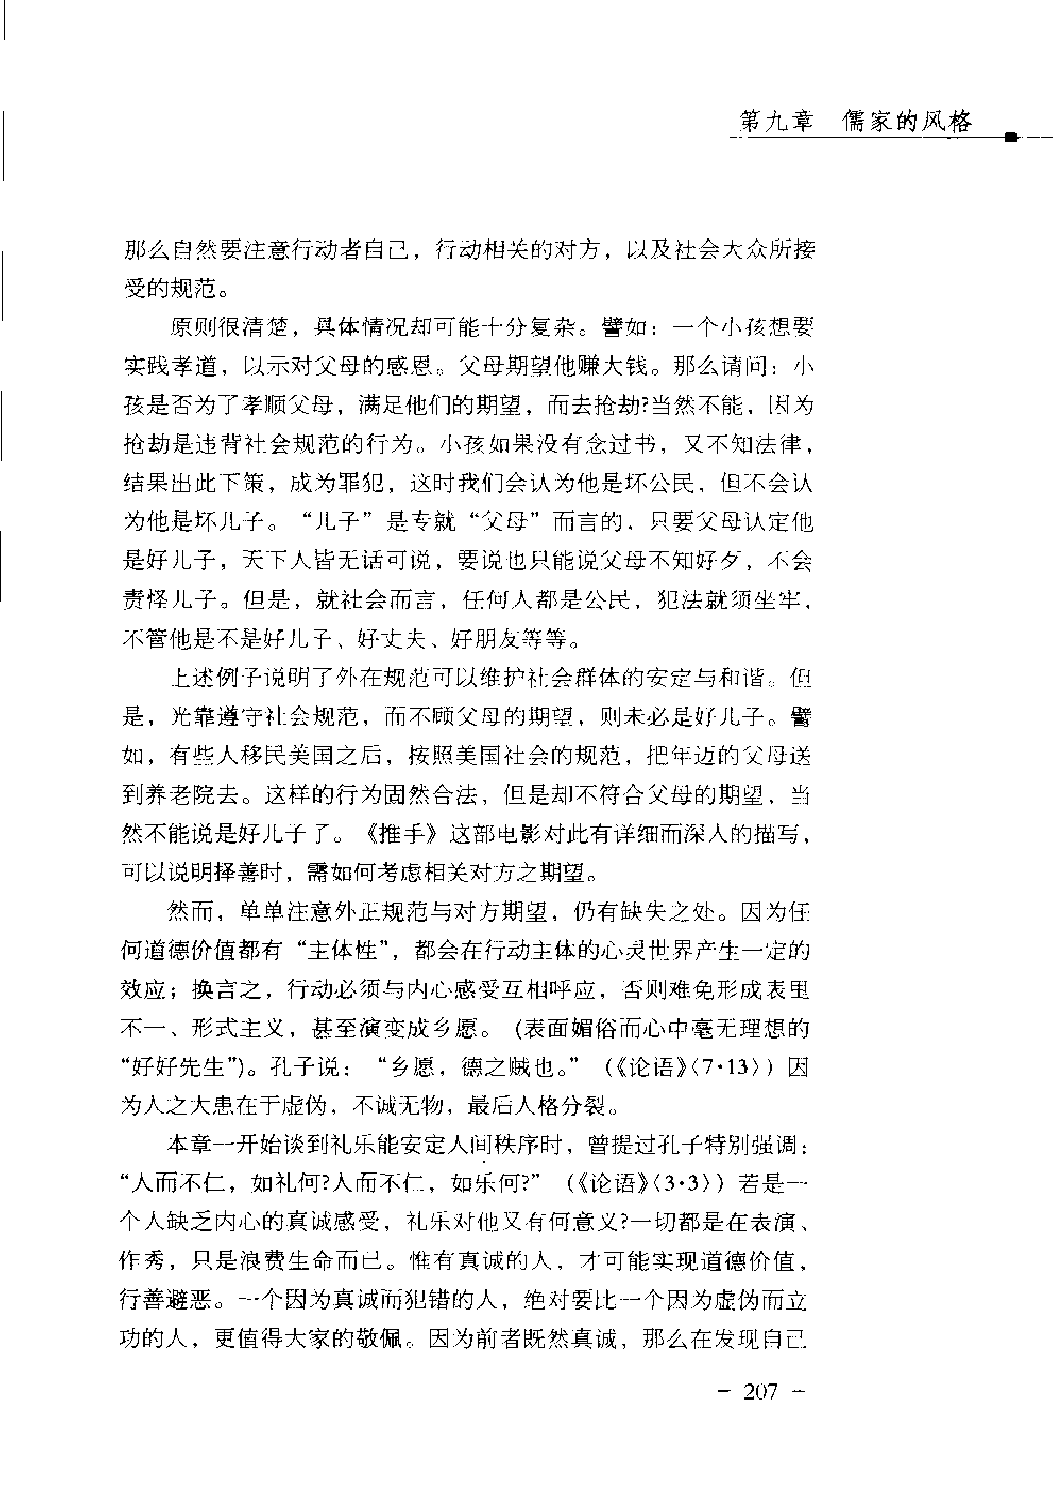 第九章 儒家的风格
那么自然要注意行动者自己，行动相关的对方，以及社会大众所接
受的规范。
原则很清楚，具体情况却可能十分复杂。譬如：一个小孩想要
实践孝道，以示对父母的感恩。父母期望他赚大钱。那么请问：小
孩是否为了孝顺父母，满足他们的期望，而去抢劫?当然不能，因为
抢劫是违背社会规范的行为。小孩如果没有念过书，又不知法律，
结果出此下策，成为罪犯，这时我们会认为他是坏公民，但不会认
为他是坏儿子。“儿子”是专就“父母”而言的，只要父母认定他
是好儿子，天下人皆无话可说，要说也只能说父母不知好歹，不会
责怪儿子。但是，就社会而言，任何人都是公民，犯法就须坐牢，
不管他是不是好儿子、好丈夫、好朋友等等。
上述例子说明了外在规范可以维护社会群体的安定与和谐。但
是，光靠遵守社会规范，而不顾父母的期望，则未必是好儿子。譬
如，有些人移民美国之后，按照美国社会的规范，把年迈的父母送
到养老院去。这样的行为固然合法，但是却不符合父母的期望，当
然不能说是好儿子了。《推手》这部电影对此有详细而深人的描写，
可以说明择善时，需如何考虑相关对方之期望。
然而，单单注意外正规范与对方期望，仍有缺失之处。因为任
何道德价值都有“主体性”，都会在行动主体的心灵世界产生一定的
效应；换言之，行动必须与内心感受互相呼应，否则难免形成表里
不一、形式主义，甚至演变成乡愿。(表面媚俗而心中毫无理想的
“好好先生”)。孔子说：“乡愿，德之贼也。”（《论语》〈7·13〉）因
为人之大患在于虚伪，不诚无物，最后人格分裂。
本章一开始谈到礼乐能安定人间秩序时，曾提过孔子特别强调：
“人而不仁，如礼何?人而不仁，如乐何?”（《论语》〈3·3〉）若是一
个人缺乏内心的真诚感受，礼乐对他又有何意义?一切都是在表演、
作秀，只是浪费生命而已。惟有真诚的人，才可能实现道德价值，
行善避恶。一个因为真诚而犯错的人，绝对要比一个因为虚伪而立
功的人，更值得大家的敬佩。因为前者既然真诚，那么在发现自己
- 207 -